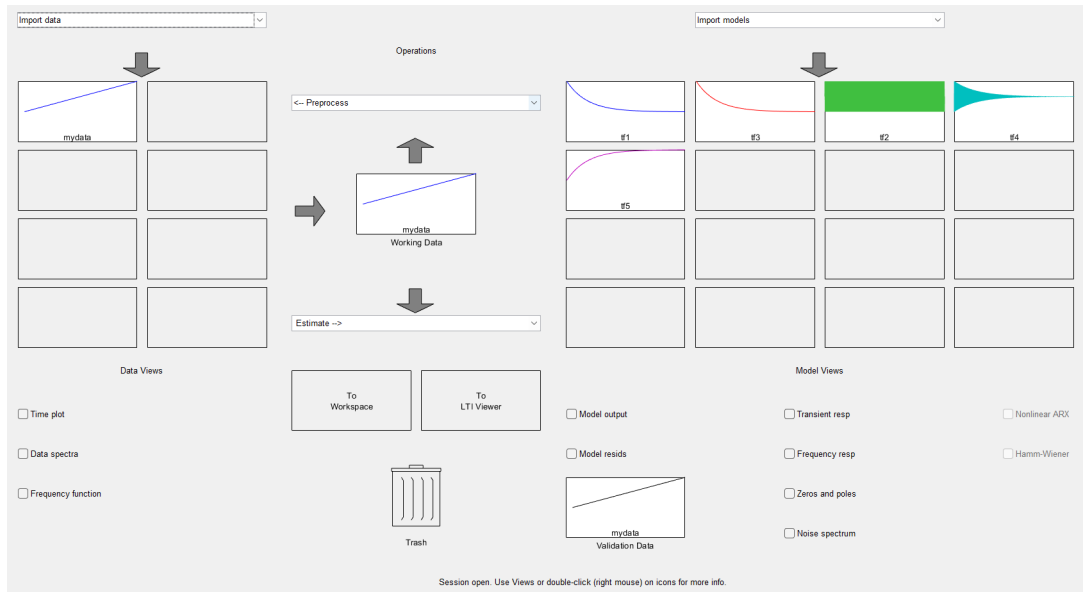 Import data
Import models
Operations
<-- Preprocess
mydata
tf1
tf3
tf2
tf4
tf5
mydata
Working Data
Estimate -->
Data Views
Model Views
To
Workspace
To
LTI Viewer
Time plot
Model output
Transient resp
Nonlinear ARX
Data spectra
Model resids
Frequency resp
Hamm-Wiener
Frequency function
Zeros and poles
mydata
Validation Data
Noise spectrum
Trash
Session open. Use Views or double-click (right mouse) on icons for more info.